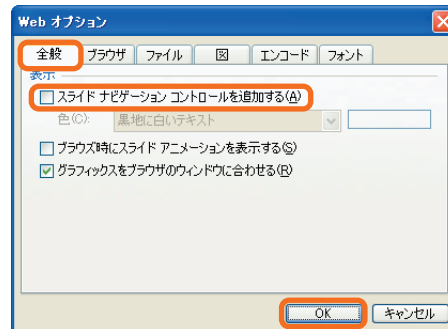 Web オプション
全般 ブラウザ ファイル 図 エンコード フォント
表示
スライド ナビゲーション コントロールを追加する(A)
色(C): 黒地に白いテキスト
ブラウズ時にスライド アニメーションを表示する(S)
グラフィックスをブラウザのウィンドウに合わせる(R)
OK キャンセル